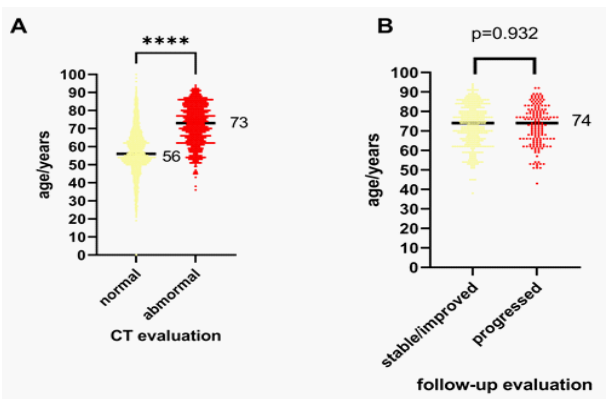 A
****
100
90
80
70
60
50
40
30
20
10
0
age/years
56
73
normal
abmormal
CT evaluation
B
p=0.932
100
90
80
70
60
50
40
30
20
10
0
age/years
74
stable/improved
progressed
follow-up evaluation